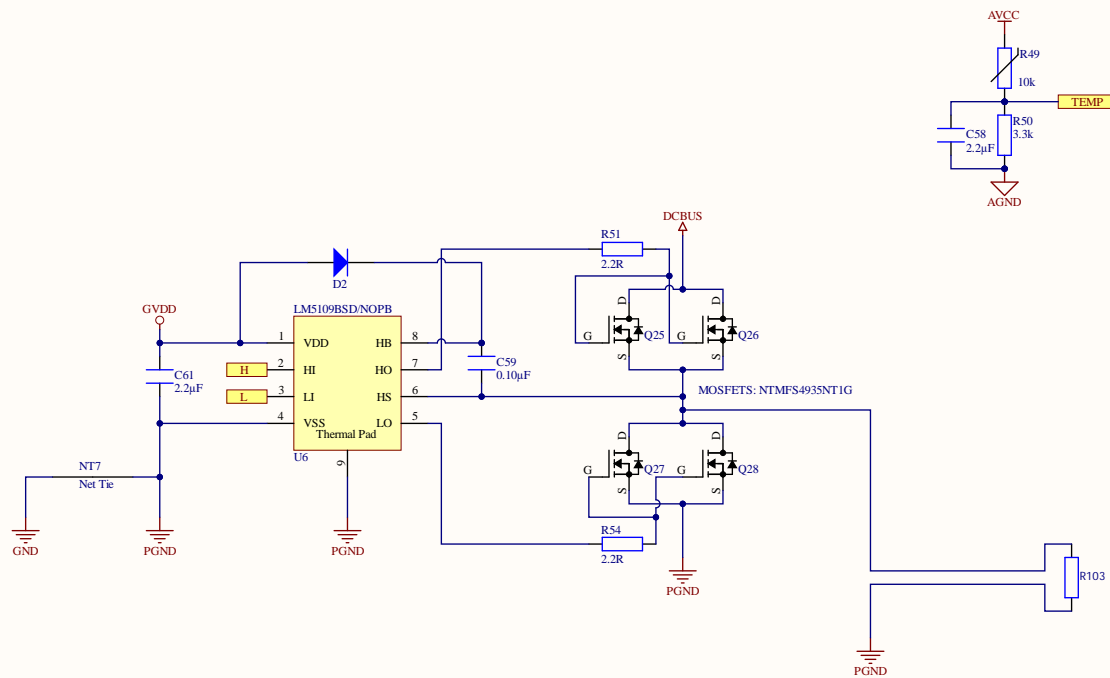 AVCC
R49
10k
TEMP
R50
3.3k
C58
2.2µF
AGND
DCBUS
R51
2.2R
D2
GVDD
LM5109BSD/NOPB
1 VDD HB 8
2 HI HO 7
3 LI HS 6
4 VSS LO 5
Thermal Pad
U6
9
H
L
C61
2.2µF
C59
0.10µF
D
G
S
Q25
D
G
S
Q26
MOSFETS: NTMFS4935NT1G
D
G
S
Q27
D
G
S
Q28
NT7
Net Tie
GND
PGND
PGND
R54
2.2R
PGND
R103
PGND